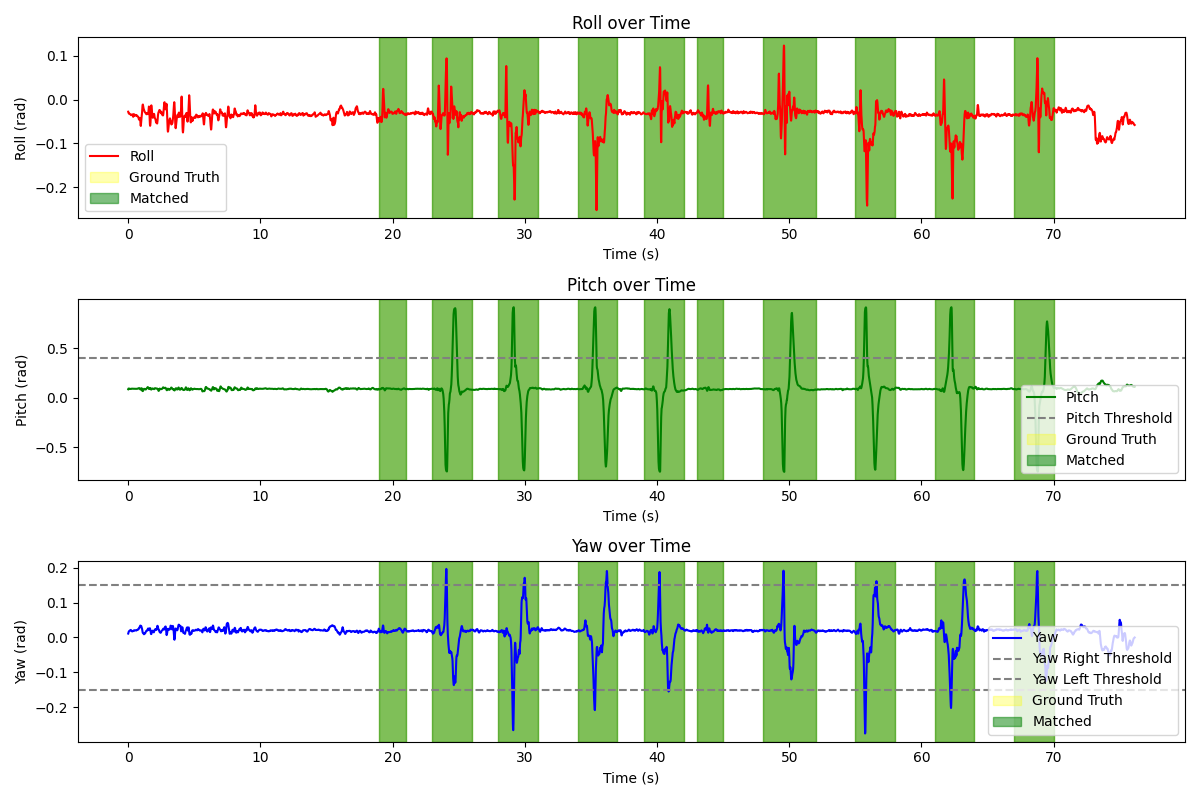 Roll over Time
Roll (rad)
0.1
0.0
−0.1
−0.2
Roll
Ground Truth
Matched
0 10 20 30 40 50 60 70
Time (s)
Pitch over Time
Pitch (rad)
0.5
0.0
−0.5
Pitch
Pitch Threshold
Ground Truth
Matched
0 10 20 30 40 50 60 70
Time (s)
Yaw over Time
Yaw (rad)
0.2
0.1
0.0
−0.1
−0.2
Yaw
Yaw Right Threshold
Yaw Left Threshold
Ground Truth
Matched
0 10 20 30 40 50 60 70
Time (s)